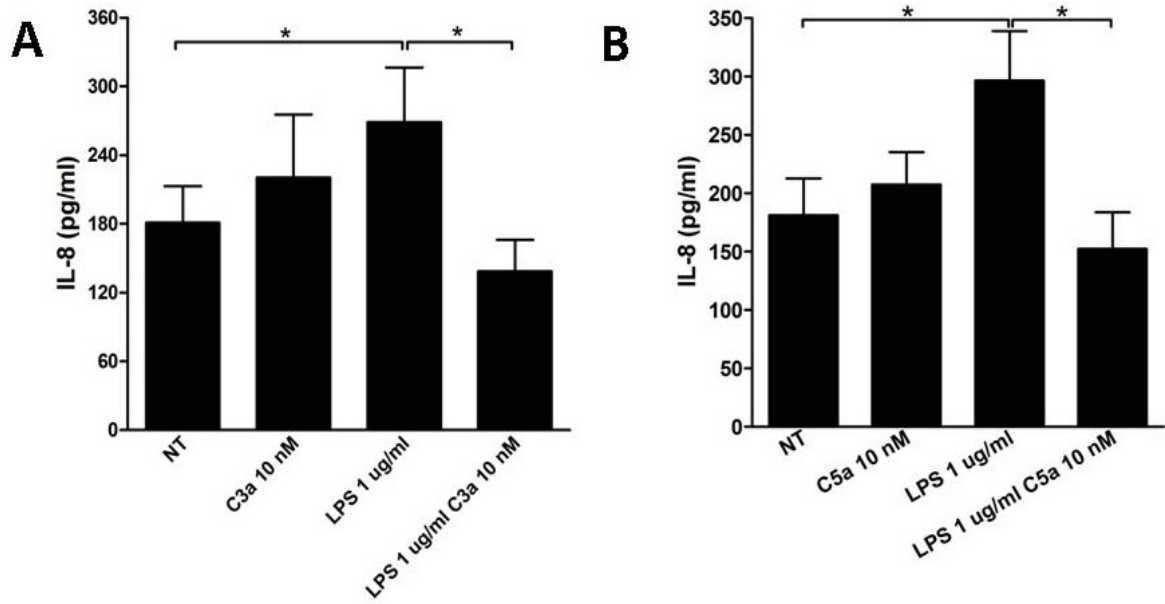 A
IL-8 (pg/ml)
360
300
240
180
120
60
0
*
*
NT
C3a 10 nM
LPS 1 ug/ml
LPS 1 ug/ml C3a 10 nM
B
IL-8 (pg/ml)
350
300
250
200
150
100
50
0
*
*
NT
C5a 10 nM
LPS 1 ug/ml
LPS 1 ug/ml C5a 10 nM